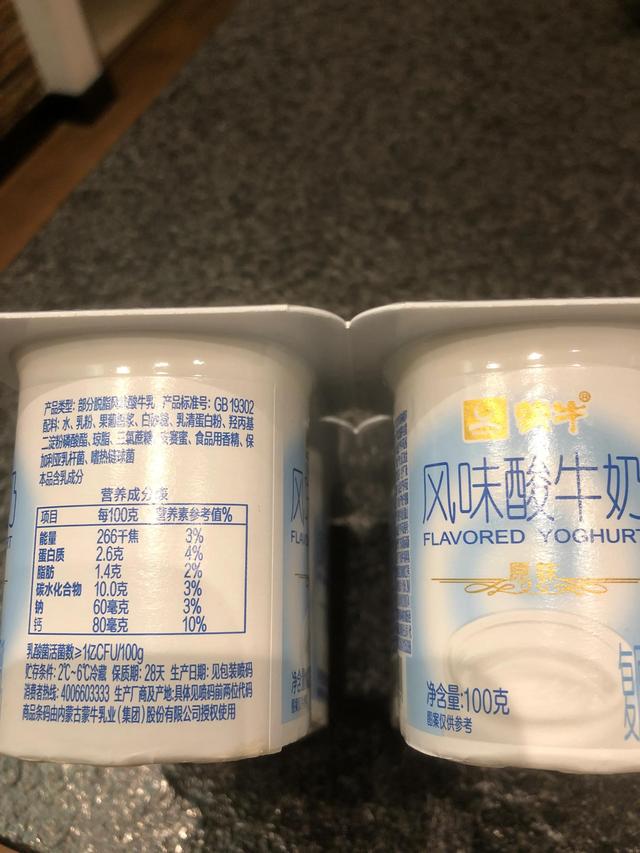 产品类型: 部分脱脂风味酸牛乳 产品标准号: GB 19302
配料: 水、乳粉、果葡糖浆、白砂糖、乳清蛋白粉、羟丙基
二淀粉磷酸酯、琼脂、三氯蔗糖、安赛蜜、食品用香精、保
加利亚乳杆菌、嗜热链球菌
本品含乳成分
营养成分表
项目 每100克 营养素参考值%
能量 266千焦 3%
蛋白质 2.6克 4%
脂肪 1.4克 2%
碳水化合物 10.0克 3%
钠 60毫克 3%
钙 80毫克 10%
乳酸菌活菌数≥1亿CFU/100g
贮存条件: 2℃~6℃冷藏 保质期: 28天 生产日期: 见包装喷码
消费者热线: 4006603333 生产厂商及产地: 具体见喷码前两位代码
商品条码由内蒙古蒙牛乳业(集团)股份有限公司授权使用
风
FLA
净含
图案仅
蒙牛®
风味酸牛奶
FLAVORED YOGHURT
原味
净含量:100克
图案仅供参考